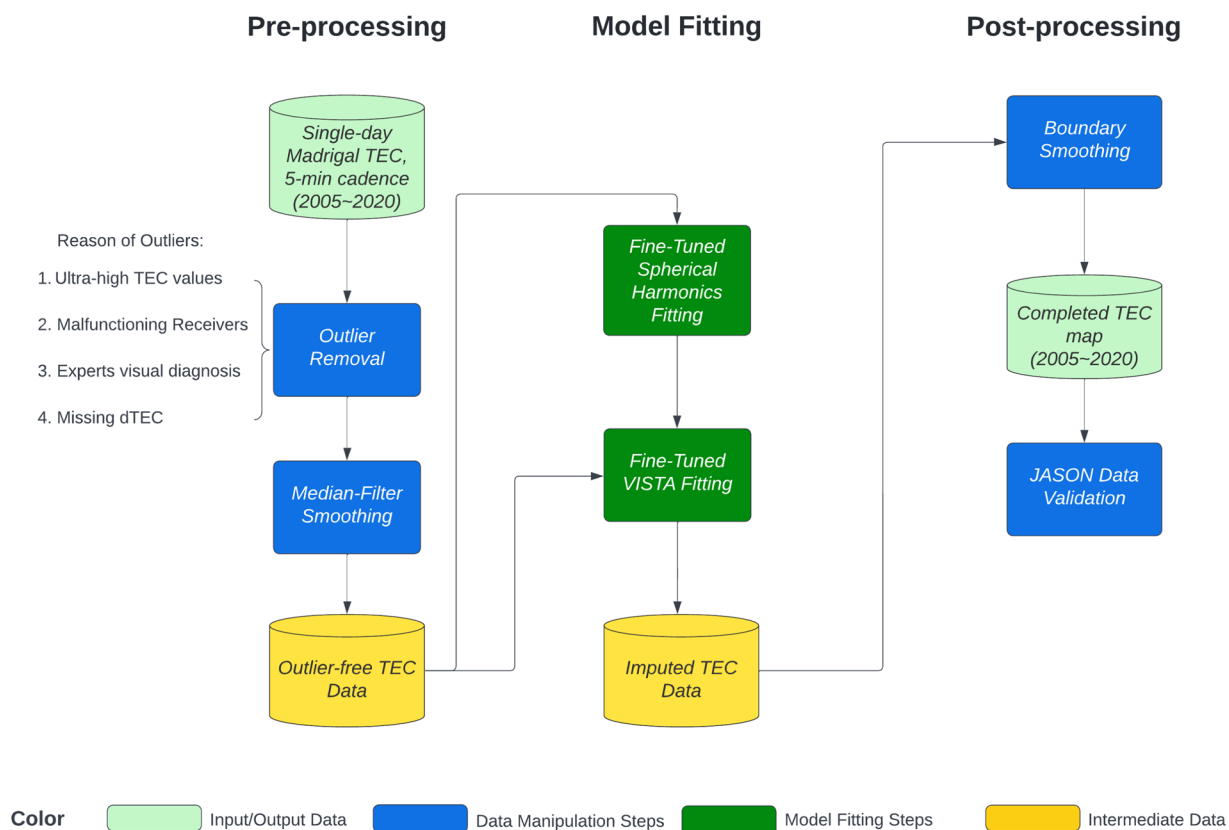 Pre-processing
Model Fitting
Post-processing
Single-day
Madrigal TEC,
5-min cadence
(2005~2020)
Reason of Outliers:
1. Ultra-high TEC values
2. Malfunctioning Receivers
3. Experts visual diagnosis
4. Missing dTEC
Outlier
Removal
Median-Filter
Smoothing
Outlier-free TEC
Data
Fine-Tuned
Spherical
Harmonics
Fitting
Fine-Tuned
VISTA Fitting
Imputed TEC
Data
Boundary
Smoothing
Completed TEC
map
(2005~2020)
JASON Data
Validation
Color
Input/Output Data
Data Manipulation Steps
Model Fitting Steps
Intermediate Data